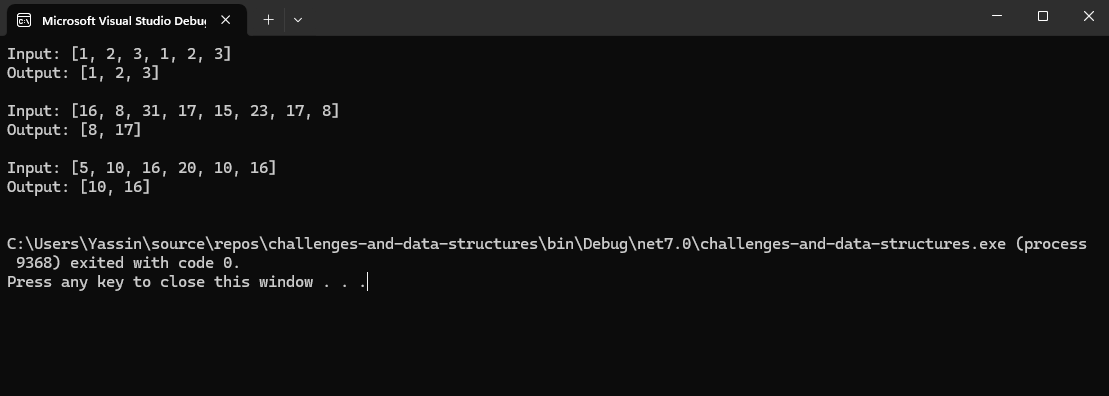 Microsoft Visual Studio Debu
Input: [1, 2, 3, 1, 2, 3]
Output: [1, 2, 3]
Input: [16, 8, 31, 17, 15, 23, 17, 8]
Output: [8, 17]
Input: [5, 10, 16, 20, 10, 16]
Output: [10, 16]
C:\Users\Yassin\source\repos\challenges-and-data-structures\bin\Debug\net7.0\challenges-and-data-structures.exe (process
9368) exited with code 0.
Press any key to close this window . . .